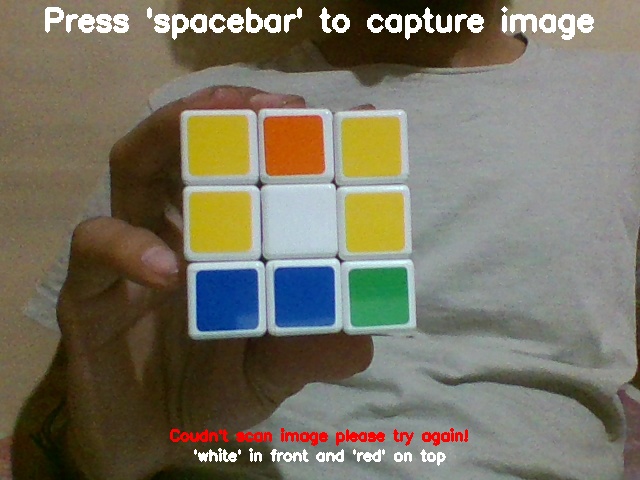 Press 'spacebar' to capture image
Coudn't scan image please try again!
'white' in front and 'red' on top